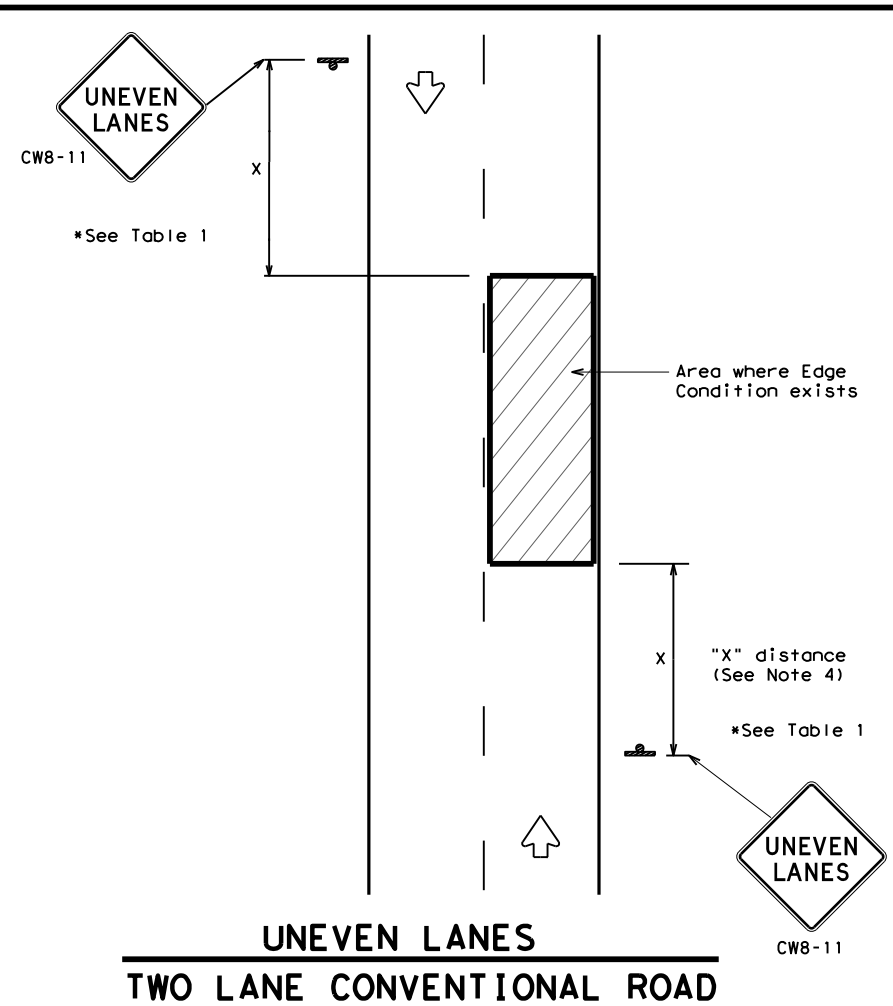 UNEVEN
LANES
CW8-11
X
*See Table 1
Area where Edge
Condition exists
X
"X" distance
(See Note 4)
*See Table 1
UNEVEN
LANES
CW8-11
UNEVEN LANES
TWO LANE CONVENTIONAL ROAD